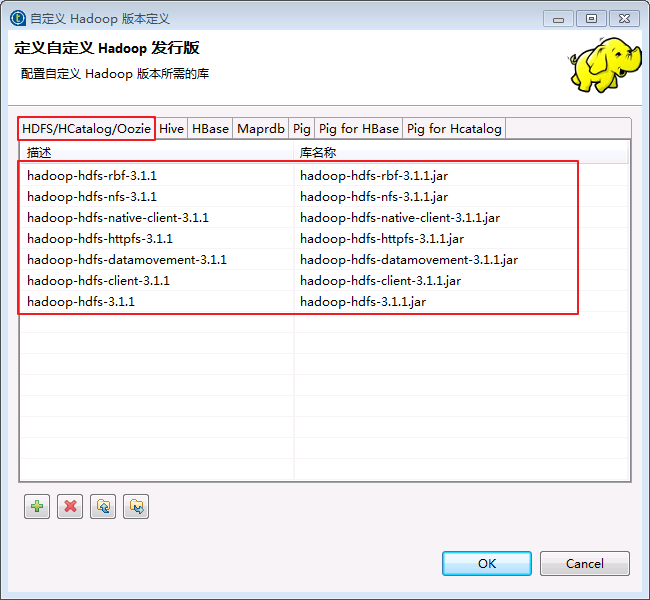 自定义 Hadoop 版本定义
定义自定义 Hadoop 发行版
配置自定义 Hadoop 版本所需的库
HDFS/HCatalog/Oozie Hive HBase Maprdb Pig Pig for HBase Pig for Hcatalog
描述 库名称
hadoop-hdfs-rbf-3.1.1 hadoop-hdfs-rbf-3.1.1.jar
hadoop-hdfs-nfs-3.1.1 hadoop-hdfs-nfs-3.1.1.jar
hadoop-hdfs-native-client-3.1.1 hadoop-hdfs-native-client-3.1.1.jar
hadoop-hdfs-httpfs-3.1.1 hadoop-hdfs-httpfs-3.1.1.jar
hadoop-hdfs-datamovement-3.1.1 hadoop-hdfs-datamovement-3.1.1.jar
hadoop-hdfs-client-3.1.1 hadoop-hdfs-client-3.1.1.jar
hadoop-hdfs-3.1.1 hadoop-hdfs-3.1.1.jar
OK Cancel